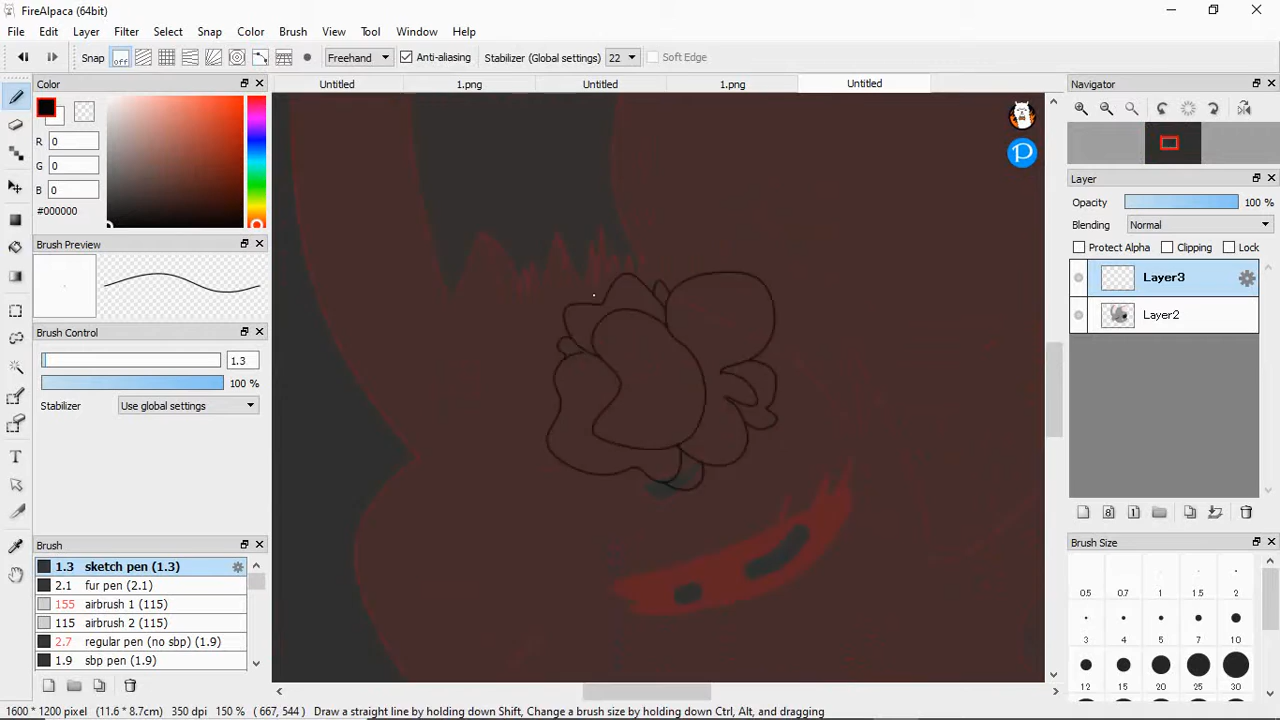 FireAlpaca (64bit)
File Edit Layer Filter Select Snap Color Brush View Tool Window Help
Snap off Freehand Anti-aliasing Stabilizer (Global settings) 22 Soft Edge
Color
Untitled 1.png Untitled 1.png Untitled
Navigator
R 0
G 0
B 0
#000000
Brush Preview
Brush Control
1.3
100 %
Stabilizer Use global settings
Brush
1.3 sketch pen (1.3)
2.1 fur pen (2.1)
155 airbrush 1 (115)
115 airbrush 2 (115)
2.7 regular pen (no sbp) (1.9)
1.9 sbp pen (1.9)
P
Layer
Opacity 100 %
Blending Normal
Protect Alpha Clipping Lock
Layer3
Layer2
8 1
Brush Size
0.5 0.7 1 1.5 2
3 4 5 7 10
12 15 20 25 30
1600 * 1200 pixel (11.6 * 8.7cm) 350 dpi 150 % ( 667, 544 ) Draw a straight line by holding down Shift, Change a brush size by holding down Ctrl, Alt, and dragging